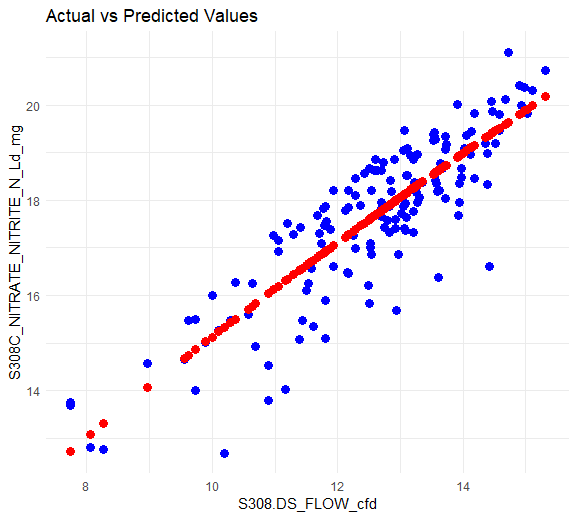 Actual vs Predicted Values
S308C_NITRATE_NITRITE_N_Ld_mg
20
18
16
14
8
10
12
14
S308.DS_FLOW_cfd